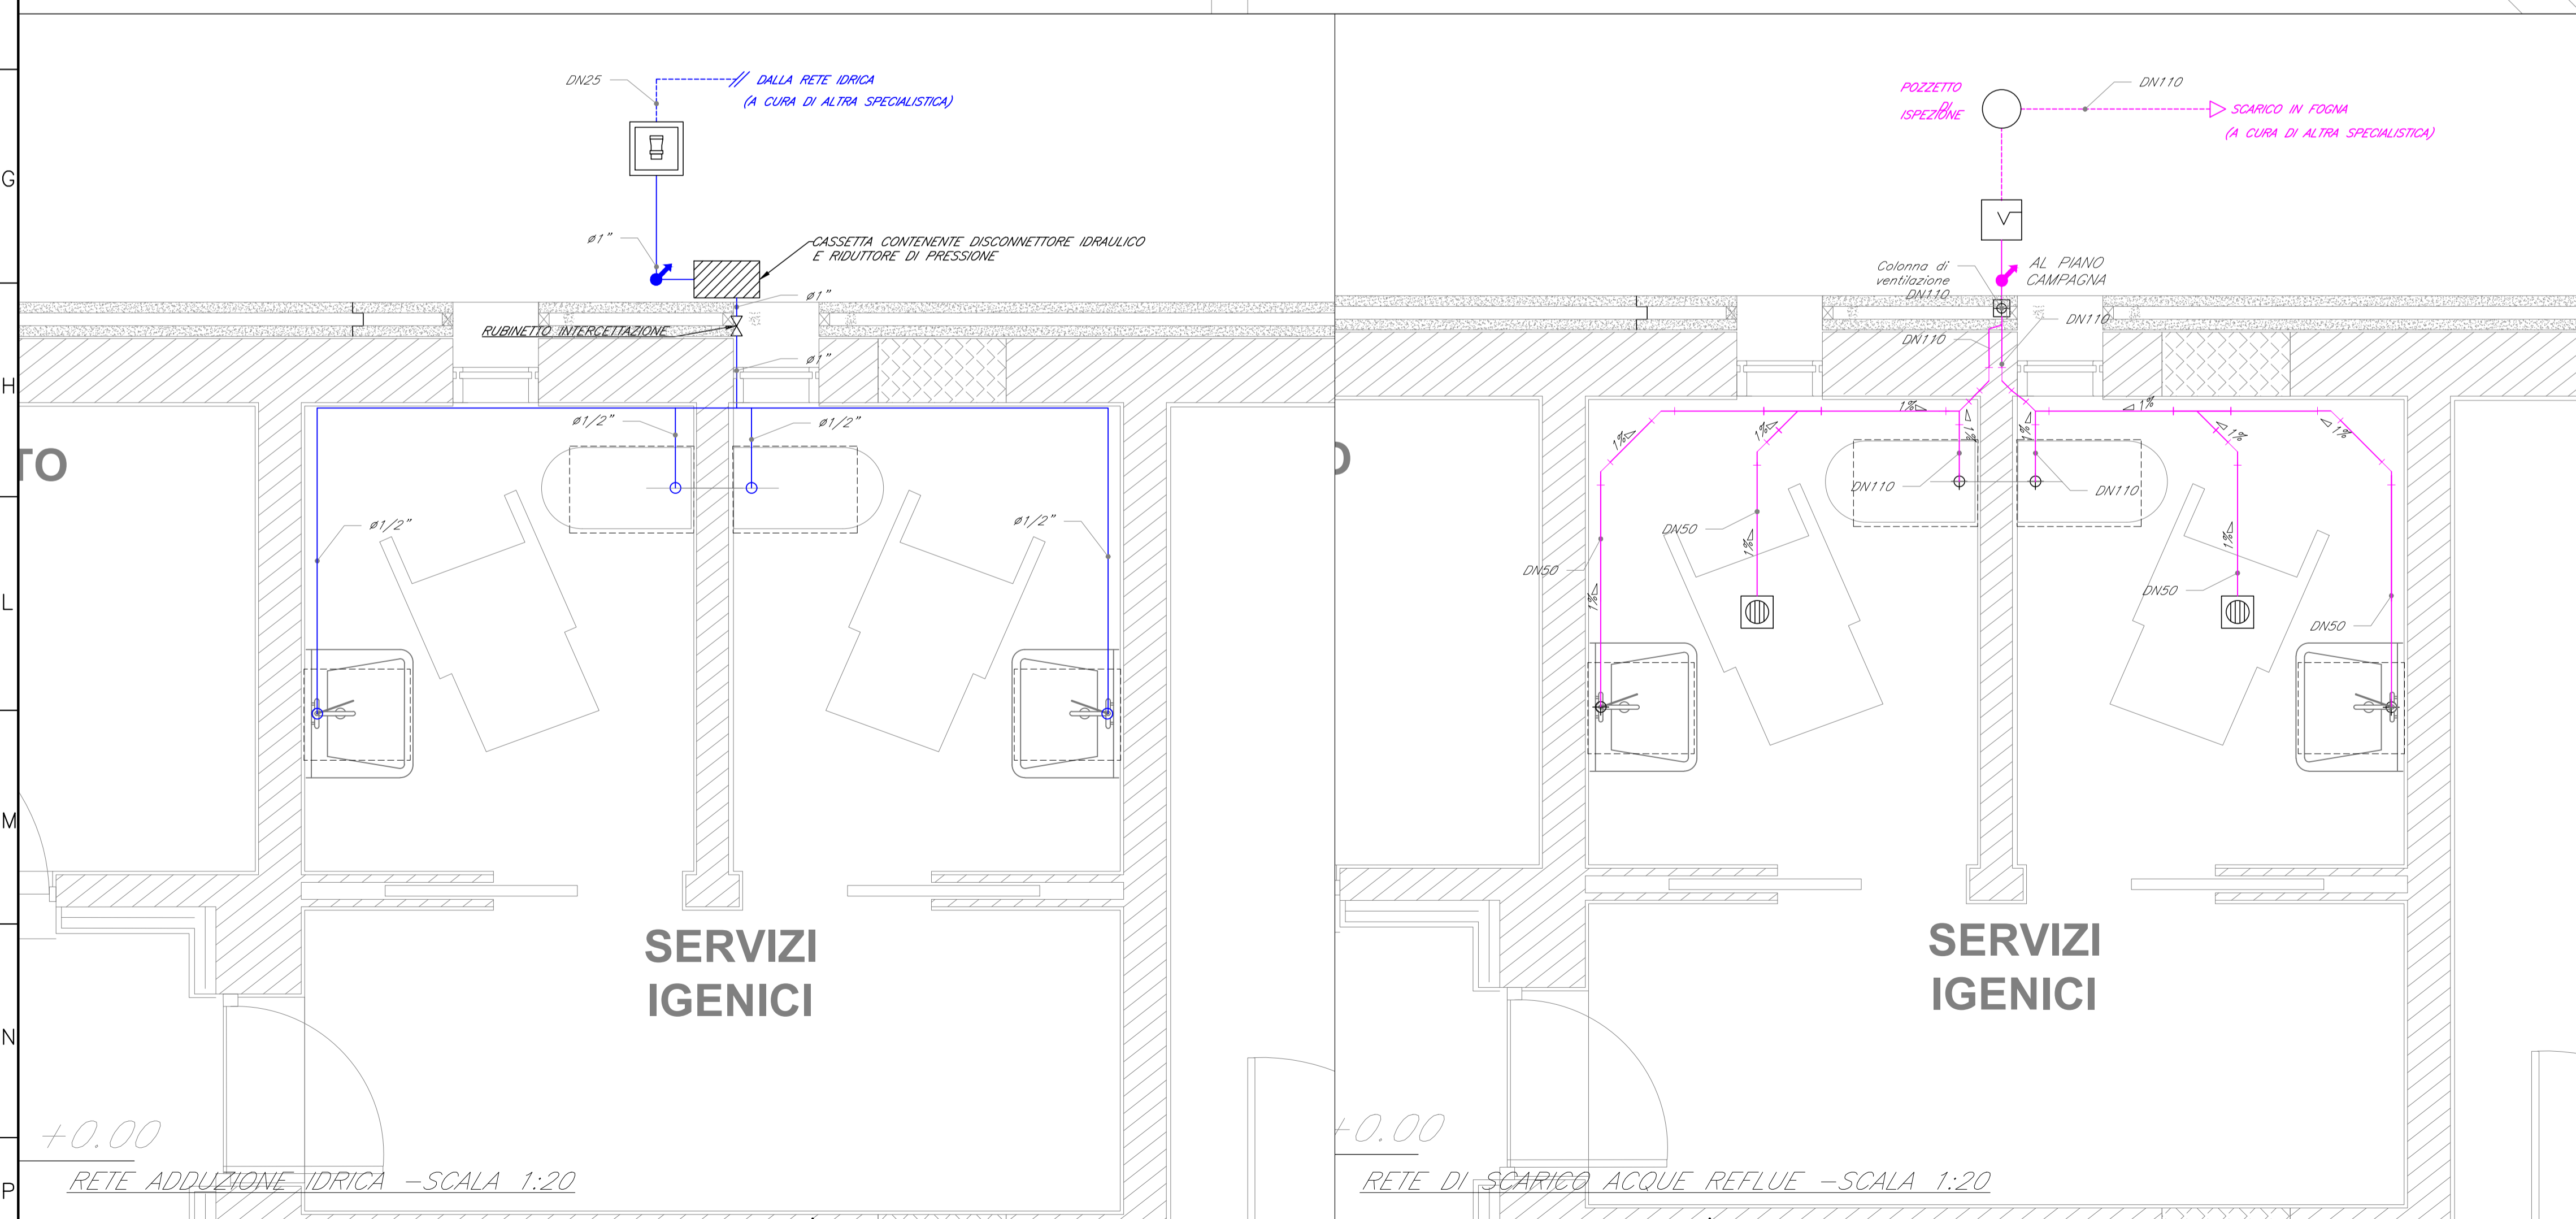 G
H
L
M
N
P
DN25
DALLA RETE IDRICA
(A CURA DI ALTRA SPECIALISTICA)
ø1"
CASSETTA CONTENENTE DISCONNETTORE IDRAULICO
E RIDUTTORE DI PRESSIONE
ø1"
RUBINETTO INTERCETTAZIONE
ø1"
ø1/2"
ø1/2"
TO
ø1/2"
ø1/2"
SERVIZI
IGENICI
+0.00
RETE ADDUZIONE IDRICA -SCALA 1:20
POZZETTO
DI
ISPEZIONE
DN110
SCARICO IN FOGNA
(A CURA DI ALTRA SPECIALISTICA)
Colonna di
ventilazione
DN110
AL PIANO
CAMPAGNA
DN110
DN110
1%
1%
1%
1%
1%
1%
1%
1%
DN110
DN110
DN50
1%
1%
DN50
1%
DN50
DN50
SERVIZI
IGENICI
+0.00
RETE DI SCARICO ACQUE REFLUE -SCALA 1:20